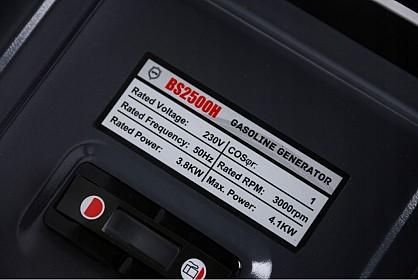 BS2500H GASOLINE GENERATOR
Rated Voltage: 230V COSφr: 1
Rated Frequency: 50Hz Rated RPM: 3000rpm
Rated Power: 3.8KW Max. Power: 4.1KW